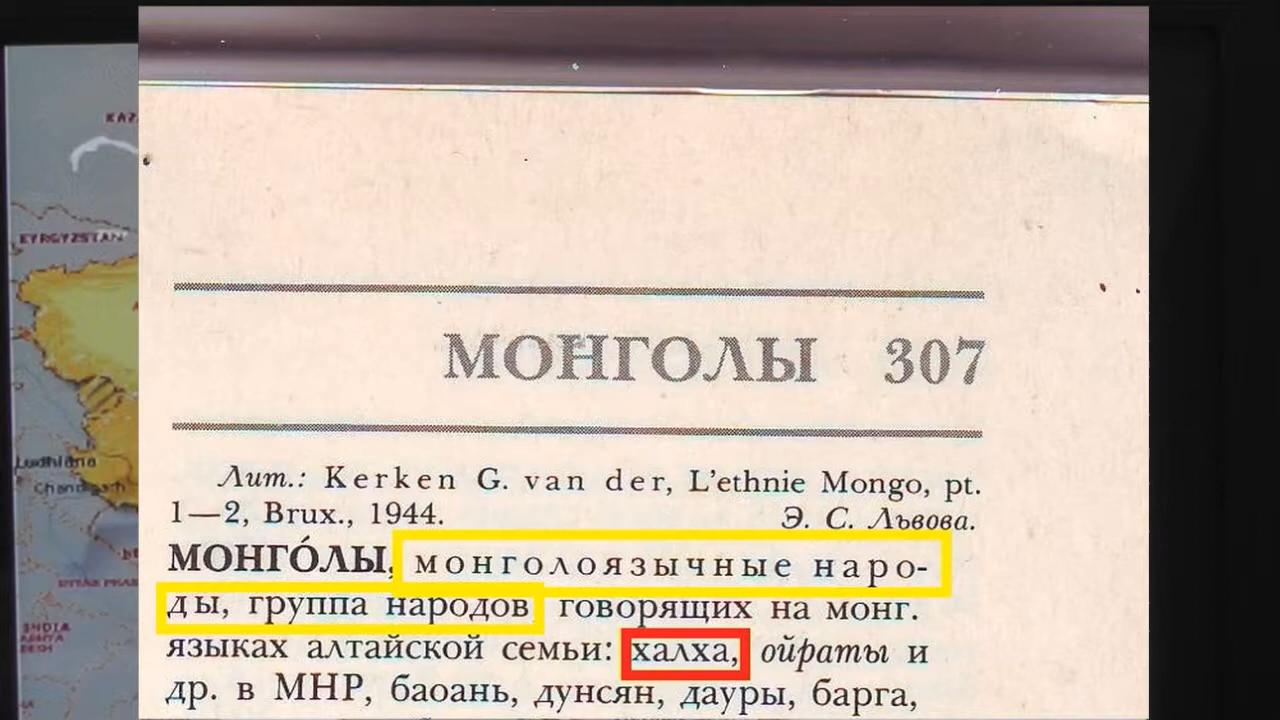 KYRGYZSTAN
Ludhiana
МОНГОЛЫ 307
Лит.: Kerken G. van der, L'ethnie Mongo, pt.
1—2, Brux., 1944. Э. С. Львова.
МОНГО́ЛЫ, монголоязычные наро-
ды, группа народов говорящих на монг.
языках алтайской семьи: халха, ойраты и
др. в МНР, баоань, дунсян, дауры, барга,